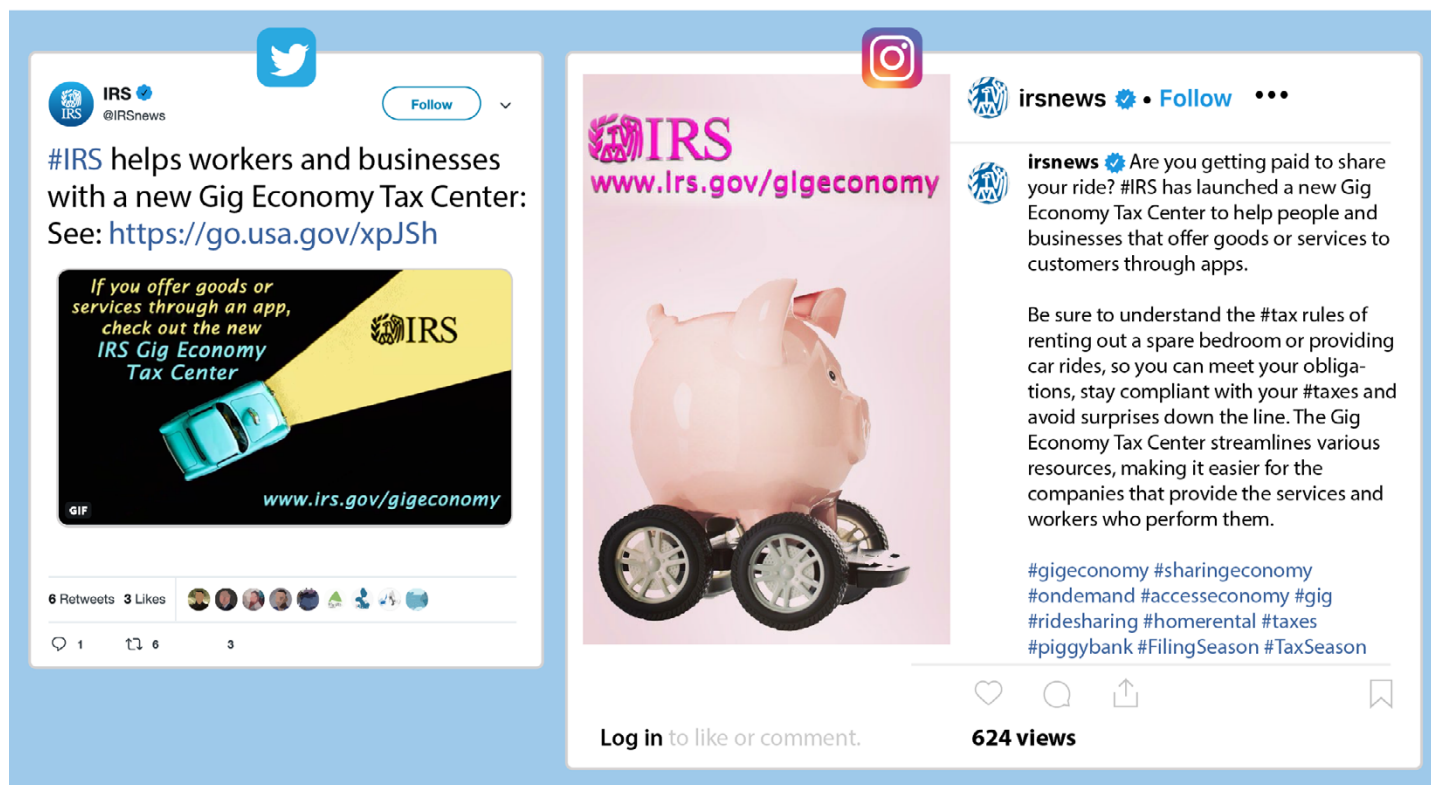 IRS
@IRSnews
Follow
IRS
#IRS helps workers and businesses
with a new Gig Economy Tax Center:
See: https://go.usa.gov/xpJSh
If you offer goods or
services through an app,
check out the new
IRS Gig Economy
Tax Center
IRS
www.irs.gov/gigeconomy
GIF
6 Retweets 3 Likes
1 6 3
IRS
www.irs.gov/gigeconomy
irsnews • Follow •••
irsnews Are you getting paid to share
your ride? #IRS has launched a new Gig
Economy Tax Center to help people and
businesses that offer goods or services to
customers through apps.
Be sure to understand the #tax rules of
renting out a spare bedroom or providing
car rides, so you can meet your obliga-
tions, stay compliant with your #taxes and
avoid surprises down the line. The Gig
Economy Tax Center streamlines various
resources, making it easier for the
companies that provide the services and
workers who perform them.
#gigeconomy #sharingeconomy
#ondemand #accesseconomy #gig
#ridesharing #homerental #taxes
#piggybank #FilingSeason #TaxSeason
Log in to like or comment.
624 views